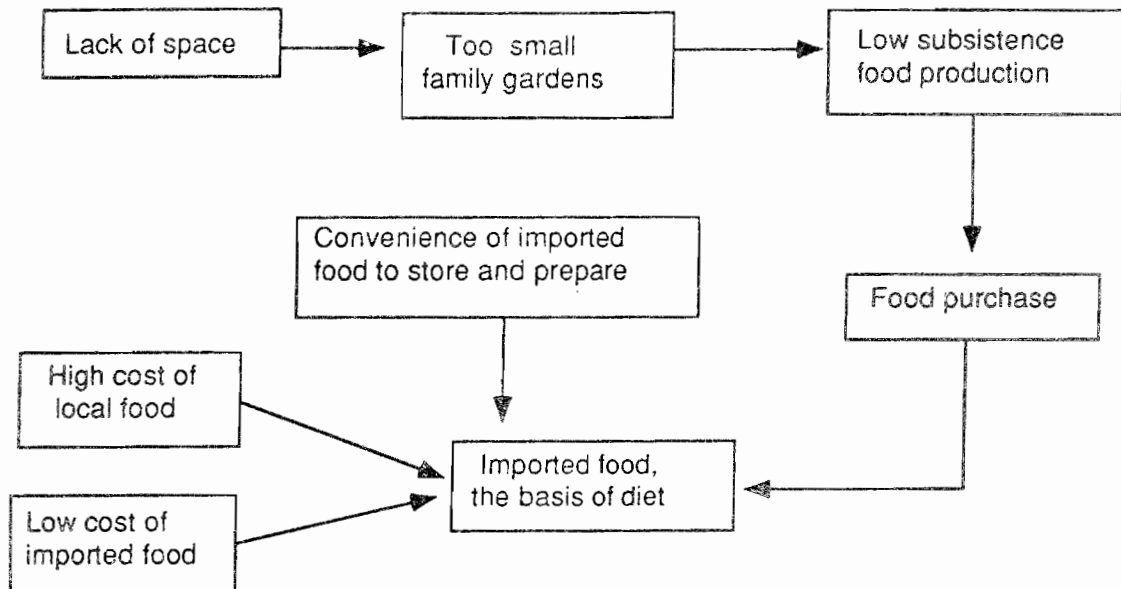 Lack of space
Too small
family gardens
Low subsistence
food production
Convenience of imported
food to store and prepare
Food purchase
High cost of
local food
Imported food,
the basis of diet
Low cost of
imported food